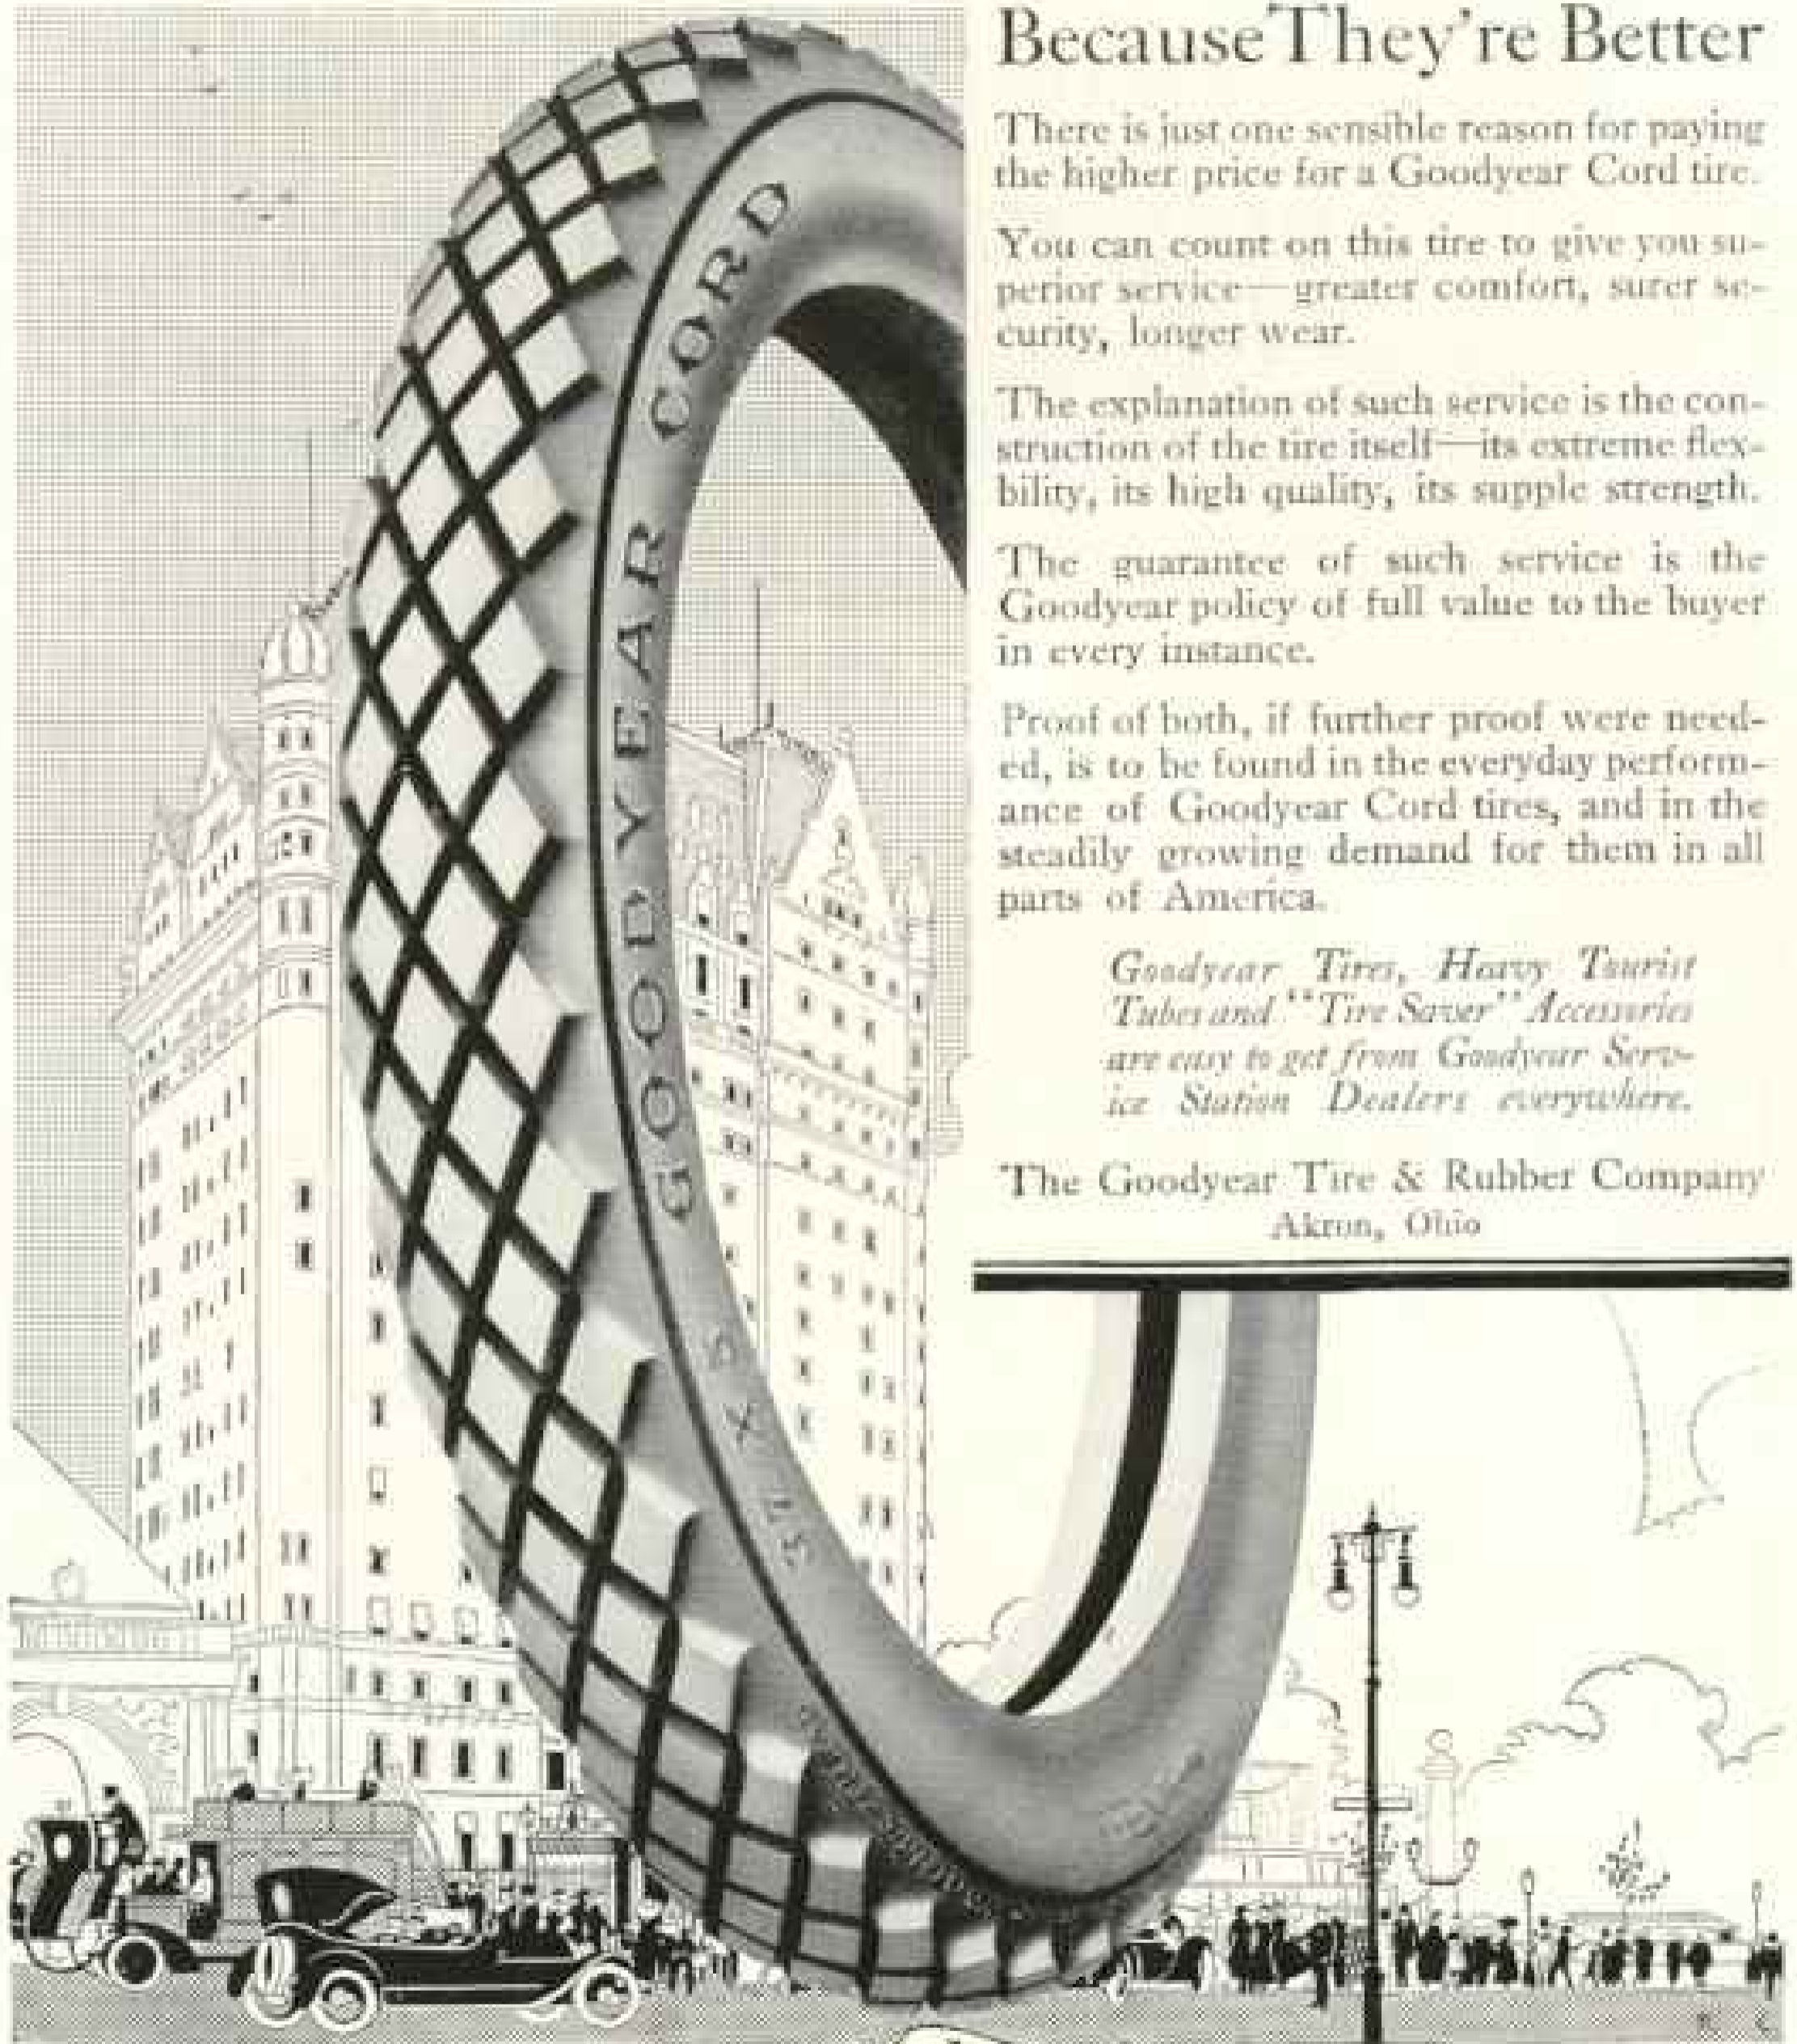 Because They're Better
There is just one sensible reason for paying
the higher price for a Goodyear Cord tire.
You can count on this tire to give you su-
perior service—greater comfort, surer se-
curity, longer wear.
The explanation of such service is the con-
struction of the tire itself—its extreme flex-
bility, its high quality, its supple strength.
The guarantee of such service is the
Goodyear policy of full value to the buyer
in every instance.
Proof of both, if further proof were need-
ed, is to be found in the everyday perform-
ance of Goodyear Cord tires, and in the
steadily growing demand for them in all
parts of America.
Goodyear Tires, Heavy Tourist
Tubes and "Tire Saver" Accessories
are easy to get from Goodyear Serv-
ice Station Dealers everywhere.
The Goodyear Tire & Rubber Company
Akron, Ohio
GOODYEAR CORD
37 X 5